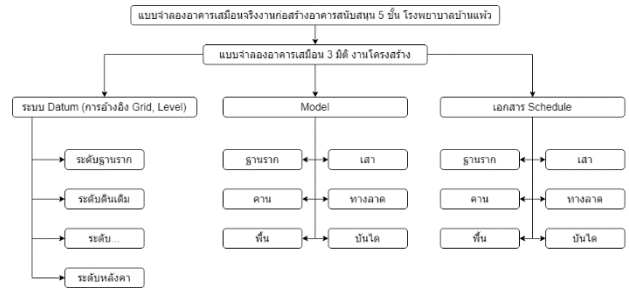 แบบจำลองอาคารเสมือนจริงงานก่อสร้างอาคารสนับสนุน 5 ชั้น โรงพยาบาลบ้านแพ้ว
แบบจำลองอาคารเสมือน 3 มิติ งานโครงสร้าง
ระบบ Datum (การอ้างอิง Grid, Level)
Model
เอกสาร Schedule
ระดับฐานราก
ฐานราก
เสา
ฐานราก
เสา
ระดับดินเดิม
คาน
ทางลาด
คาน
ทางลาด
ระดับ...
พื้น
บันได
พื้น
บันได
ระดับหลังคา